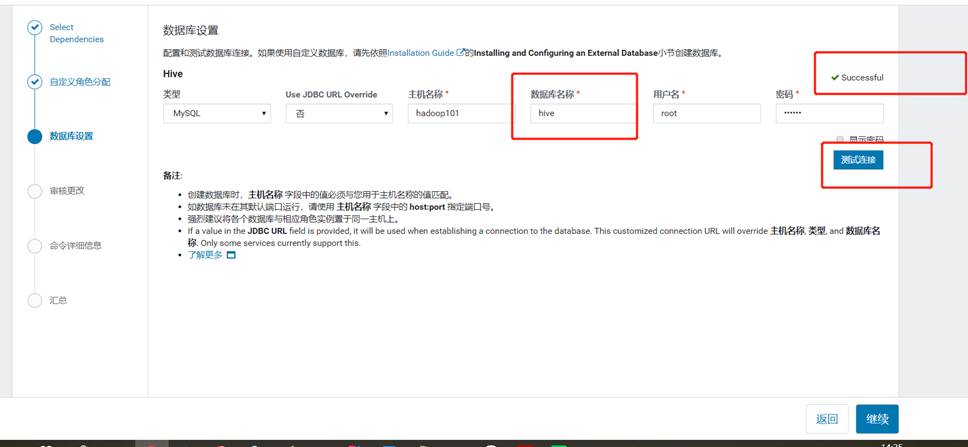 Select
Dependencies
自定义角色分配
数据库设置
审核更改
命令详细信息
汇总
数据库设置
配置和测试数据库连接。如果使用自定义数据库，请先依照Installation Guide的Installing and Configuring an External Database小节创建数据库。
Hive
Successful
类型
Use JDBC URL Override
主机名称 *
数据库名称 *
用户名 *
密码 *
MySQL
否
hadoop101
hive
root
••••••
显示密码
测试连接
备注:
创建数据库时，主机名称 字段中的值必须与您用于主机名称的值匹配。
如数据库未在其默认端口运行，请使用 主机名称 字段中的 host:port 指定端口号。
强烈建议将各个数据库与相应角色实例置于同一主机上。
If a value in the JDBC URL field is provided, it will be used when establishing a connection to the database. This customized connection URL will override 主机名称, 类型, and 数据库名
称. Only some services currently support this.
了解更多
返回
继续